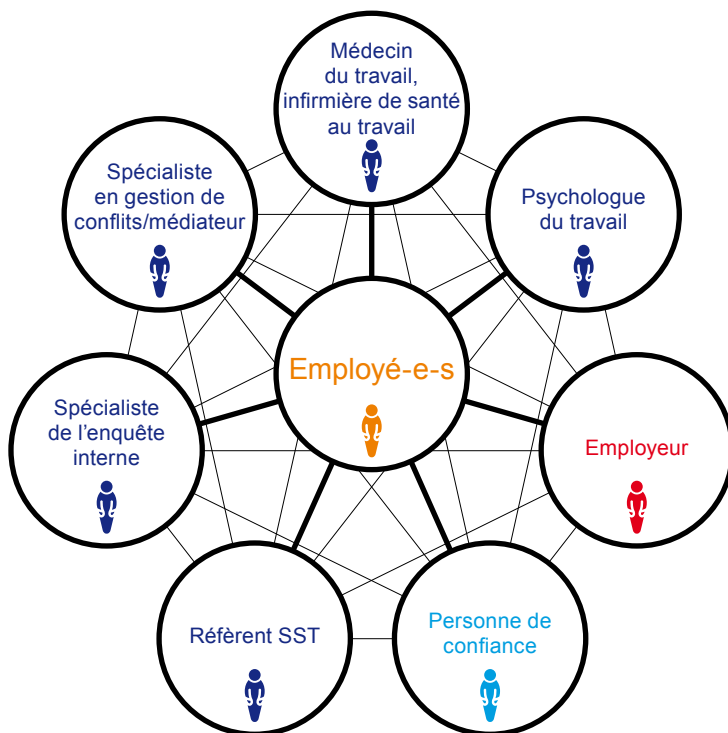 Médecin
du travail,
infirmière de santé
au travail
Spécialiste
en gestion de
conflits/médiateur
Psychologue
du travail
Employé-e-s
Spécialiste
de l'enquête
interne
Employeur
Réfèrent SST
Personne de
confiance